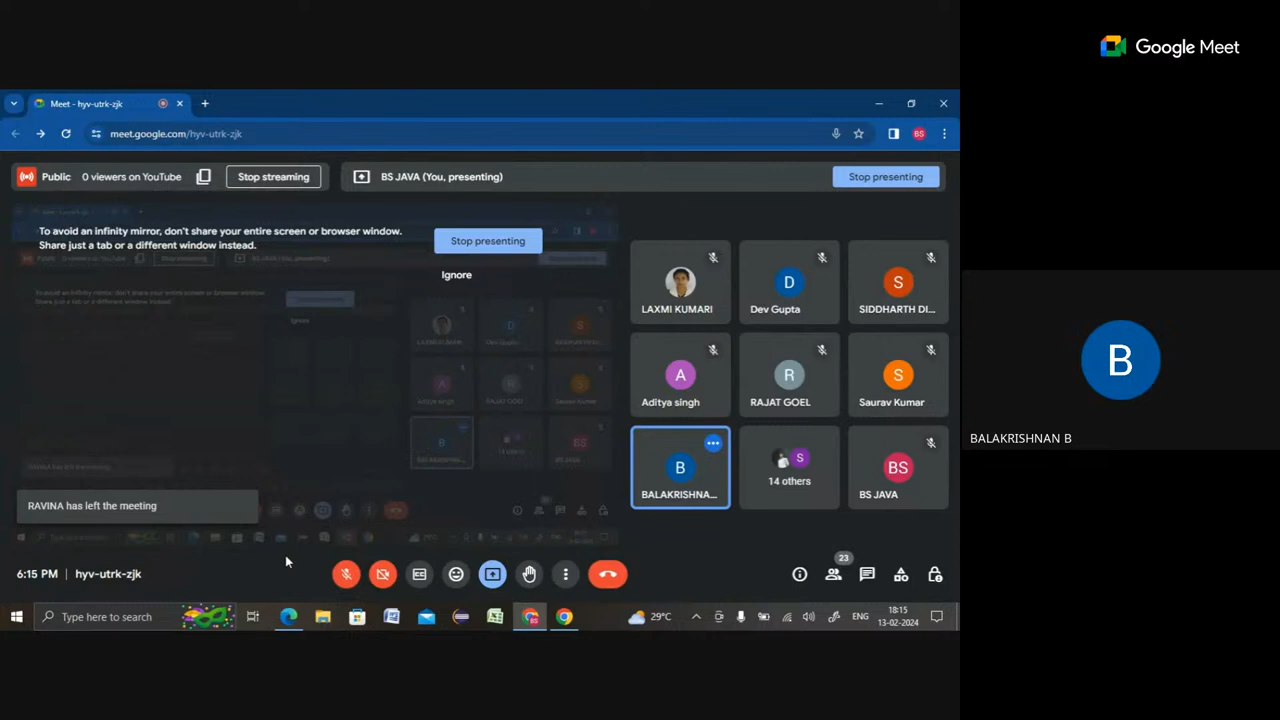 Google Meet
Meet - hyv-utrk-zjk
meet.google.com/hyv-utrk-zjk
BS
Public 0 viewers on YouTube
Stop streaming
BS JAVA (You, presenting)
Stop presenting
To avoid an infinity mirror, don't share your entire screen or browser window.
Share just a tab or a different window instead.
Stop presenting
Ignore
LAXMI KUMARI
D
Dev Gupta
S
SIDDHARTH DI...
A
Aditya singh
R
RAJAT GOEL
S
Saurav Kumar
B
BALAKRISHNA...
S
14 others
BS
BS JAVA
B
BALAKRISHNAN B
RAVINA has left the meeting
6:15 PM | hyv-utrk-zjk
23
Type here to search
29°C
ENG
18:15
13-02-2024